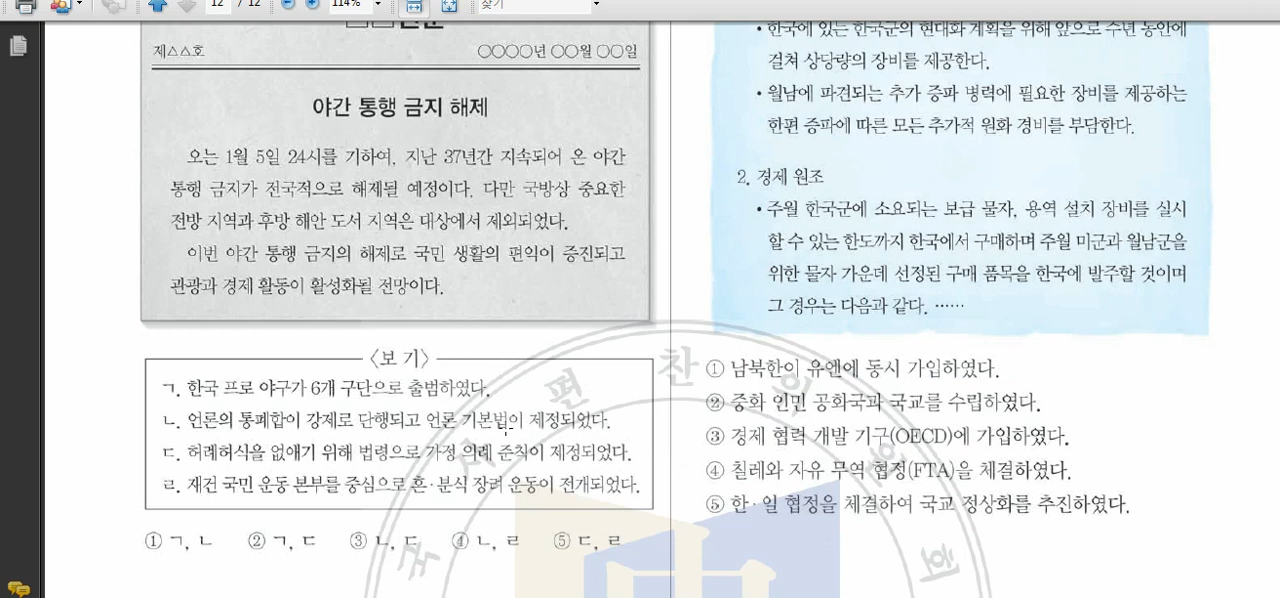 12 / 12
114%
찾기
제△△호
○○○○년 ○○월 ○○일
야간 통행 금지 해제
오는 1월 5일 24시를 기하여, 지난 37년간 지속되어 온 야간
통행 금지가 전국적으로 해제될 예정이다. 다만 국방상 중요한
전방 지역과 후방 해안 도서 지역은 대상에서 제외되었다.
이번 야간 통행 금지의 해제로 국민 생활의 편익이 증진되고
관광과 경제 활동이 활성화될 전망이다.
〈보 기〉
ㄱ. 한국 프로 야구가 6개 구단으로 출범하였다.
ㄴ. 언론의 통폐합이 강제로 단행되고 언론 기본법이 제정되었다.
ㄷ. 허례허식을 없애기 위해 법령으로 가정 의례 준칙이 제정되었다.
ㄹ. 재건 국민 운동 본부를 중심으로 혼·분식 장려 운동이 전개되었다.
① ㄱ, ㄴ ② ㄱ, ㄷ ③ ㄴ, ㄷ ④ ㄴ, ㄹ ⑤ ㄷ, ㄹ
• 한국에 있는 한국군의 현대화 계획을 위해 앞으로 수년 동안에
걸쳐 상당량의 장비를 제공한다.
• 월남에 파견되는 추가 증파 병력에 필요한 장비를 제공하는
한편 증파에 따른 모든 추가적 원화 경비를 부담한다.
2. 경제 원조
• 주월 한국군에 소요되는 보급 물자, 용역 설치 장비를 실시
할 수 있는 한도까지 한국에서 구매하며 주월 미군과 월남군을
위한 물자 가운데 선정된 구매 품목을 한국에 발주할 것이며
그 경우는 다음과 같다. ……
① 남북한이 유엔에 동시 가입하였다.
② 중화 인민 공화국과 국교를 수립하였다.
③ 경제 협력 개발 기구(OECD)에 가입하였다.
④ 칠레와 자유 무역 협정(FTA)을 체결하였다.
⑤ 한·일 협정을 체결하여 국교 정상화를 추진하였다.
국사편찬위원회